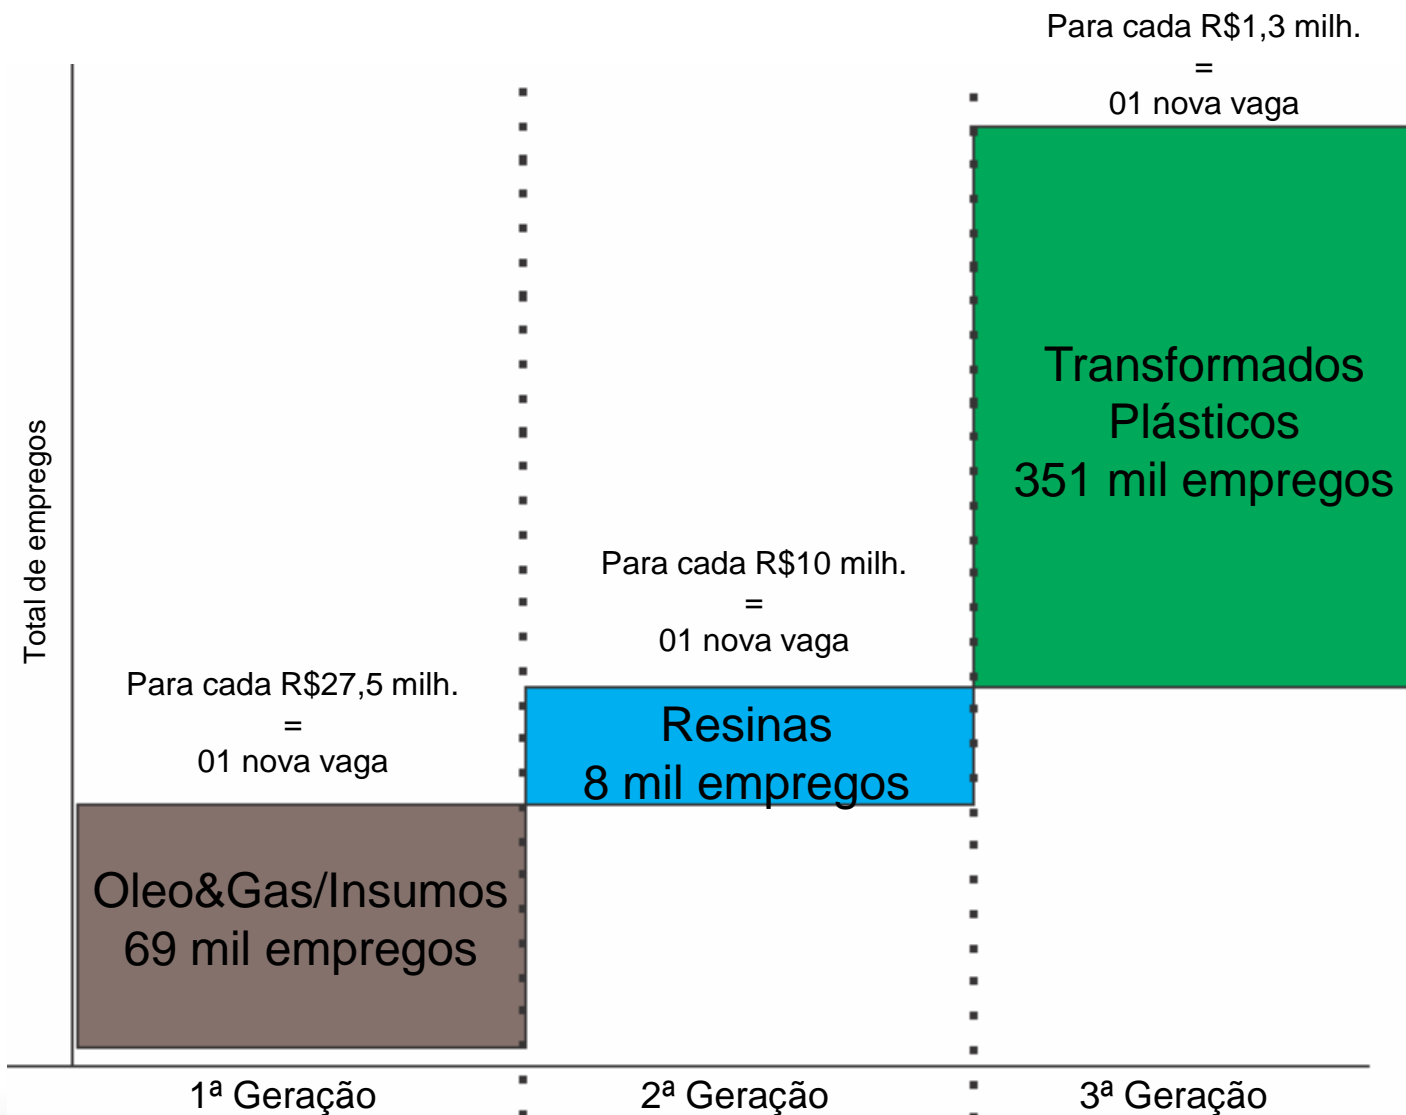 Para cada R$1,3 milh.
=
01 nova vaga
Transformados
Plásticos
351 mil empregos
Total de empregos
Para cada R$10 milh.
=
01 nova vaga
Para cada R$27,5 milh.
=
01 nova vaga
Resinas
8 mil empregos
Oleo&Gas/Insumos
69 mil empregos
1ª Geração
2ª Geração
3ª Geração